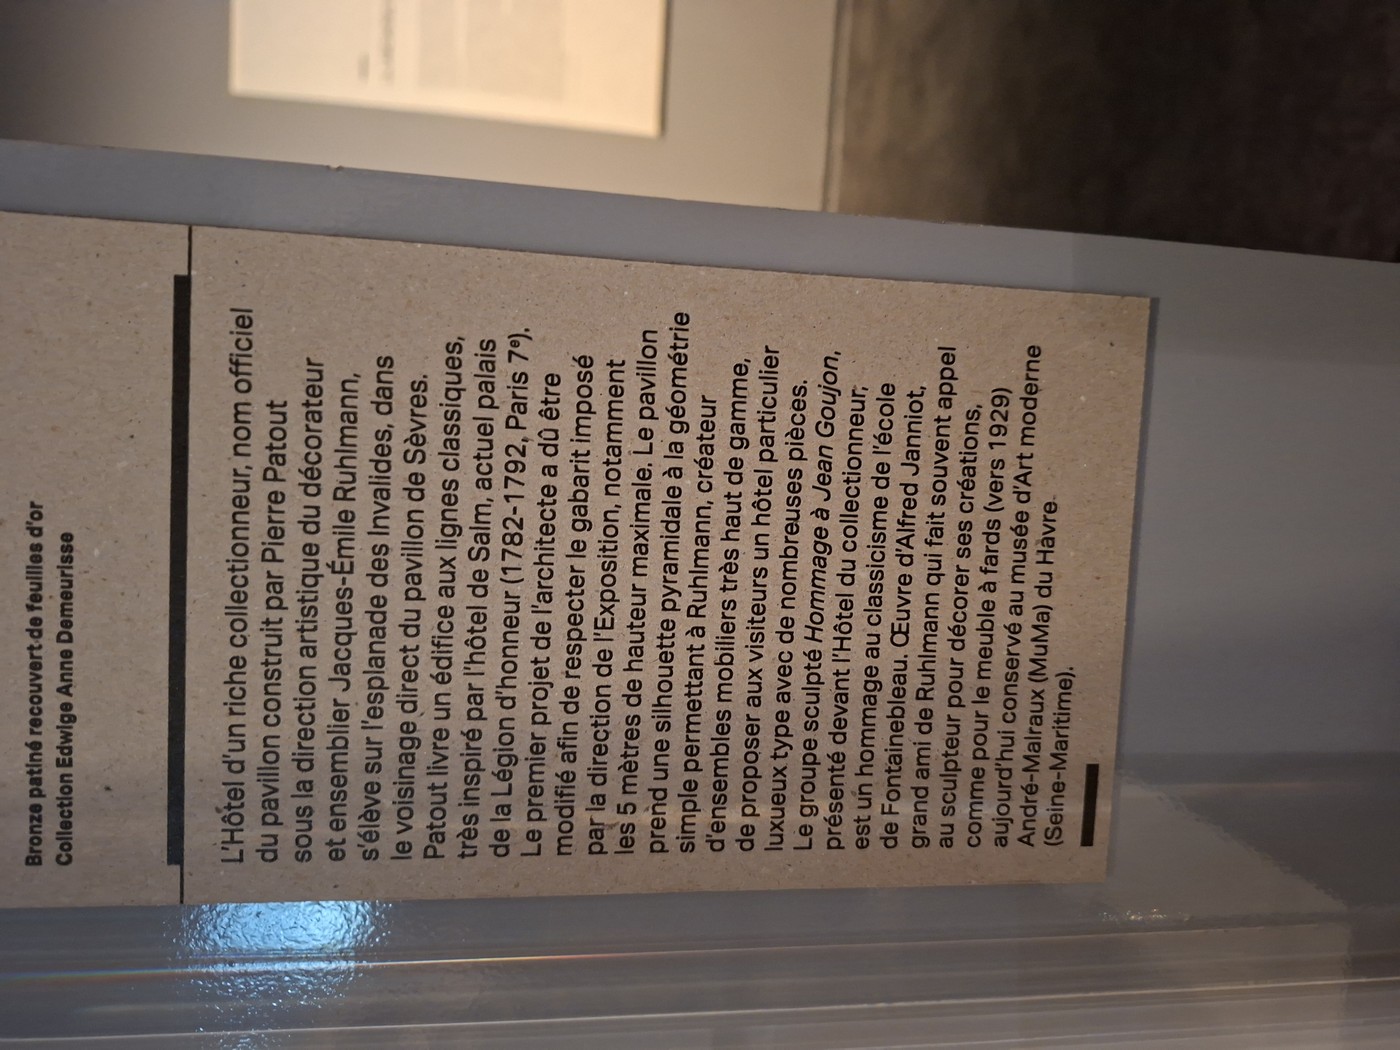 Bronze patiné recouvert de feuilles d'or
Collection Edwige Anne Demeurisse
L'Hôtel d'un riche collectionneur, nom officiel
du pavillon construit par Pierre Patout
sous la direction artistique du décorateur
et ensemblier Jacques-Émile Ruhlmann,
s'élève sur l'esplanade des Invalides, dans
le voisinage direct du pavillon de Sèvres.
Patout livre un édifice aux lignes classiques,
très inspiré par l'hôtel de Salm, actuel palais
de la Légion d'honneur (1782-1792, Paris 7e).
Le premier projet de l'architecte a dû être
modifié afin de respecter le gabarit imposé
par la direction de l'Exposition, notamment
les 5 mètres de hauteur maximale. Le pavillon
prend une silhouette pyramidale à la géométrie
simple permettant à Ruhlmann, créateur
d'ensembles mobiliers très haut de gamme,
de proposer aux visiteurs un hôtel particulier
luxueux type avec de nombreuses pièces.
Le groupe sculpté Hommage à Jean Goujon,
présenté devant l'Hôtel du collectionneur,
est un hommage au classicisme de l'école
de Fontainebleau. Œuvre d'Alfred Janniot,
grand ami de Ruhlmann qui fait souvent appel
au sculpteur pour décorer ses créations,
comme pour le meuble à fards (vers 1929)
aujourd'hui conservé au musée d'Art moderne
André-Malraux (MuMa) du Havre
(Seine-Maritime).